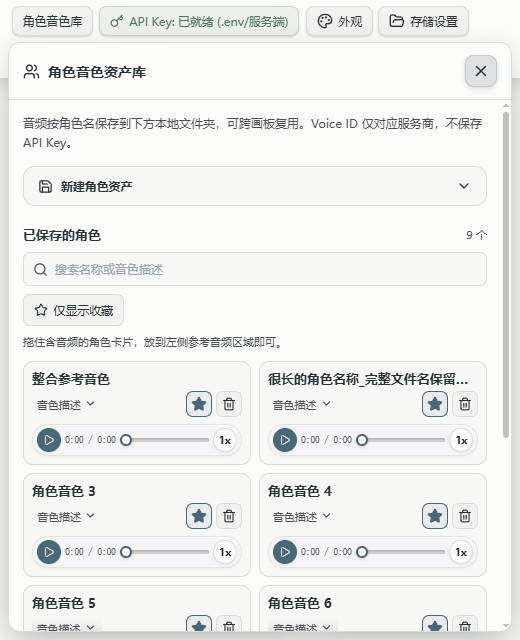 角色音色库 API Key: 已就绪 (.env/服务端) 外观 存储设置
角色音色资产库
音频按角色名保存到下方本地文件夹，可跨画板复用。Voice ID 仅对应服务商，不保存
API Key。
新建角色资产
已保存的角色 9 个
搜索名称或音色描述
仅显示收藏
拖住含音频的角色卡片，放到左侧参考音频区域即可。
整合参考音色 很长的角色名称_完整文件名保留...
音色描述 音色描述
0:00 / 0:00 1x 0:00 / 0:00 1x
角色音色 3 角色音色 4
音色描述 音色描述
0:00 / 0:00 1x 0:00 / 0:00 1x
角色音色 5 角色音色 6
音色描述 音色描述